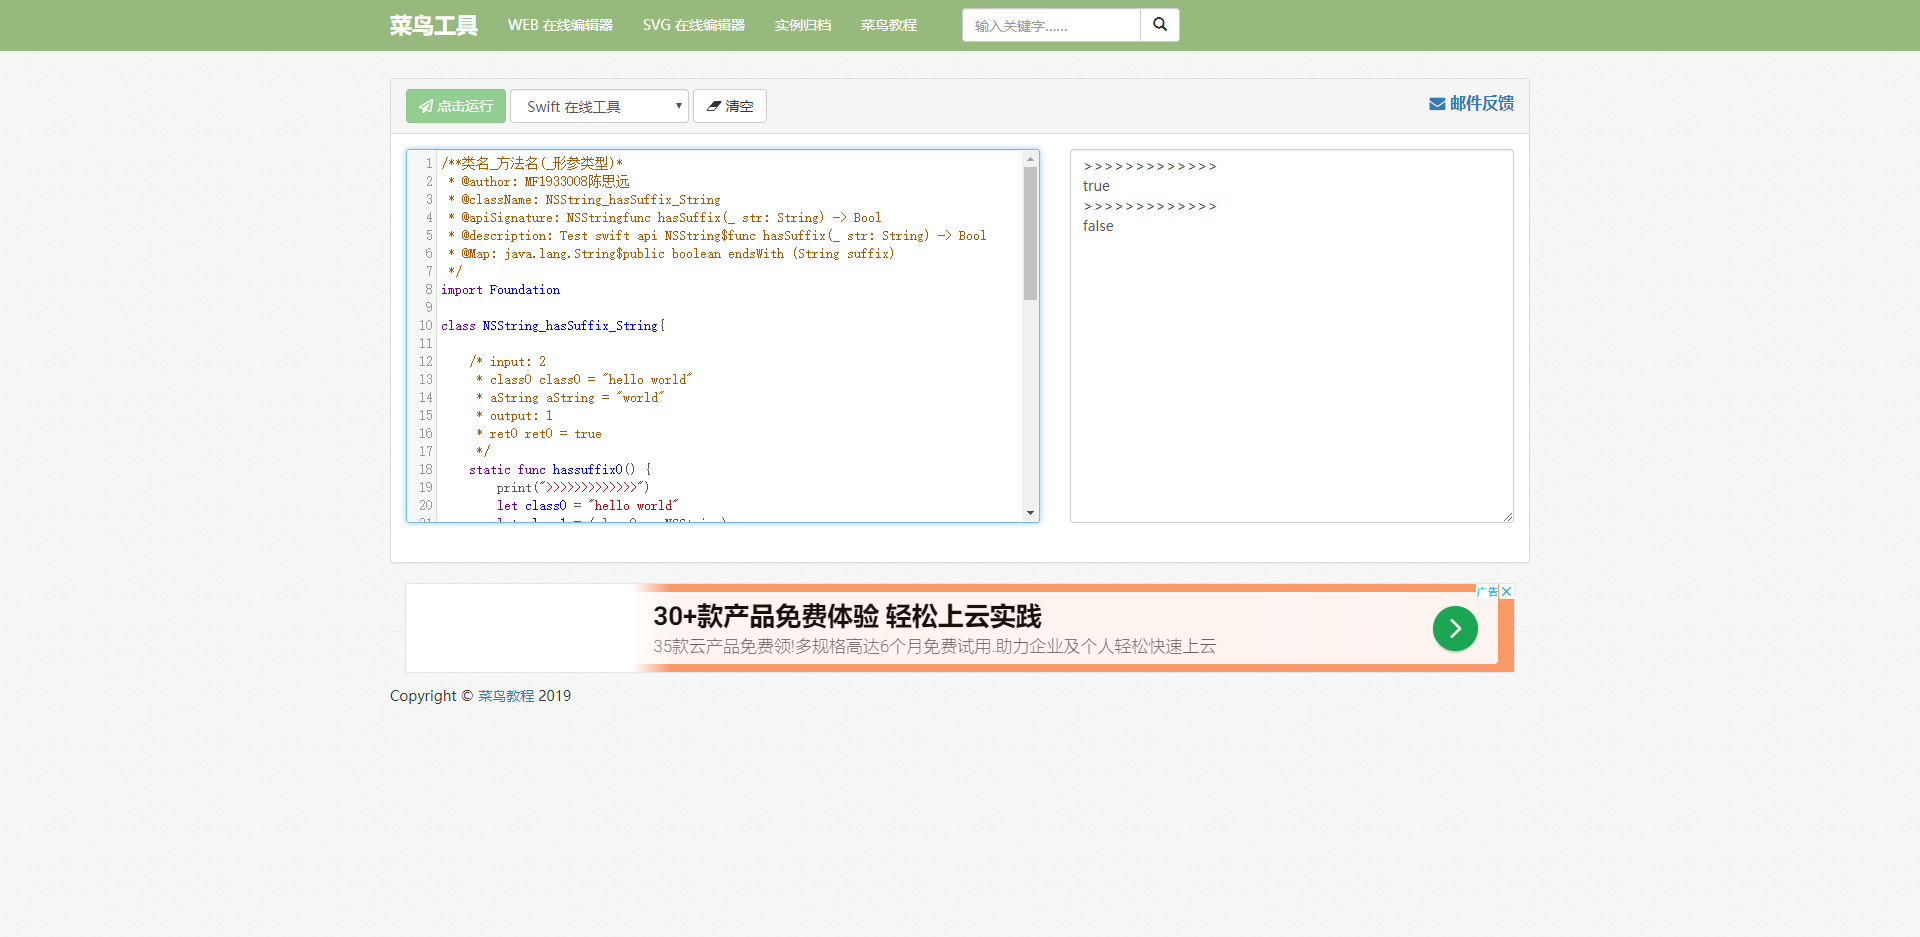 菜鸟工具 WEB 在线编辑器 SVG 在线编辑器 实例归档 菜鸟教程 输入关键字......
点击运行 Swift 在线工具 清空 邮件反馈
1 /**类名_方法名(_形参类型)*
2 * @author: MF1933008陈思远
3 * @className: NSString_hasSuffix_String
4 * @apiSignature: NSStringfunc hasSuffix(_ str: String) -> Bool
5 * @description: Test swift api NSString$func hasSuffix(_ str: String) -> Bool
6 * @Map: java.lang.String$public boolean endsWith (String suffix)
7 */
8 import Foundation
9
10 class NSString_hasSuffix_String{
11
12 /* input: 2
13 * class0 class0 = "hello world"
14 * aString aString = "world"
15 * output: 1
16 * ret0 ret0 = true
17 */
18 static func hassuffix0() {
19 print(">>>>>>>>>>>>>")
20 let class0 = "hello world"
21
>>>>>>>>>>>>>
true
>>>>>>>>>>>>>
false
广告
30+款产品免费体验 轻松上云实践
35款云产品免费领!多规格高达6个月免费试用.助力企业及个人轻松快速上云
Copyright © 菜鸟教程 2019